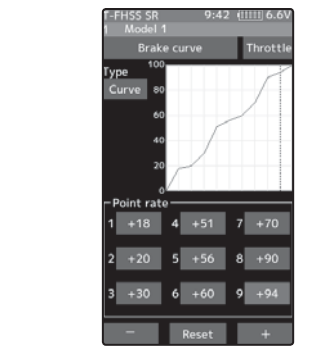 T-FHSS SR 9:42 6.6V
1 Model 1
Brake curve Throttle
Type
Curve
100
80
60
40
20
0
Point rate
1 +18 4 +51 7 +70
2 +20 5 +56 8 +90
3 +30 6 +60 9 +94
− Reset +